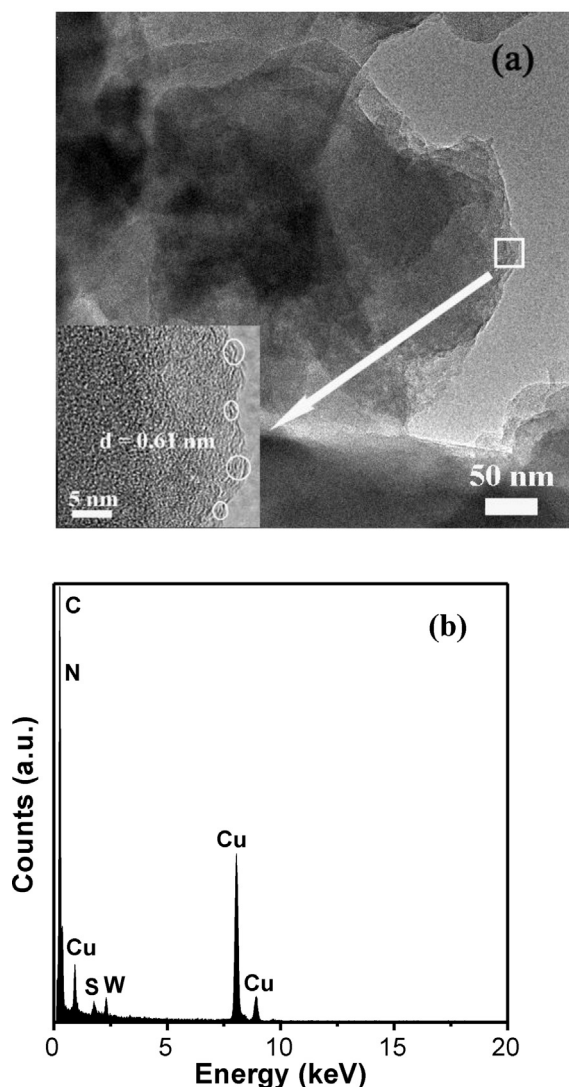 (a)
d = 0.61 nm
5 nm
50 nm
(b)
C
N
Cu
Cu
S W
Cu
0 5 10 15 20
Counts (a.u.)
Energy (keV)